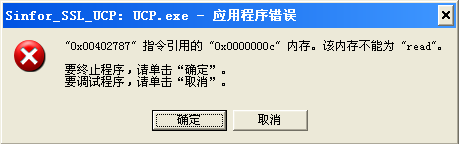 Sinfor_SSL_UCP: UCP.exe - 应用程序错误
"0x00402787" 指令引用的 "0x0000000c" 内存。该内存不能为 "read"。
要终止程序，请单击“确定”。
要调试程序，请单击“取消”。
确定
取消